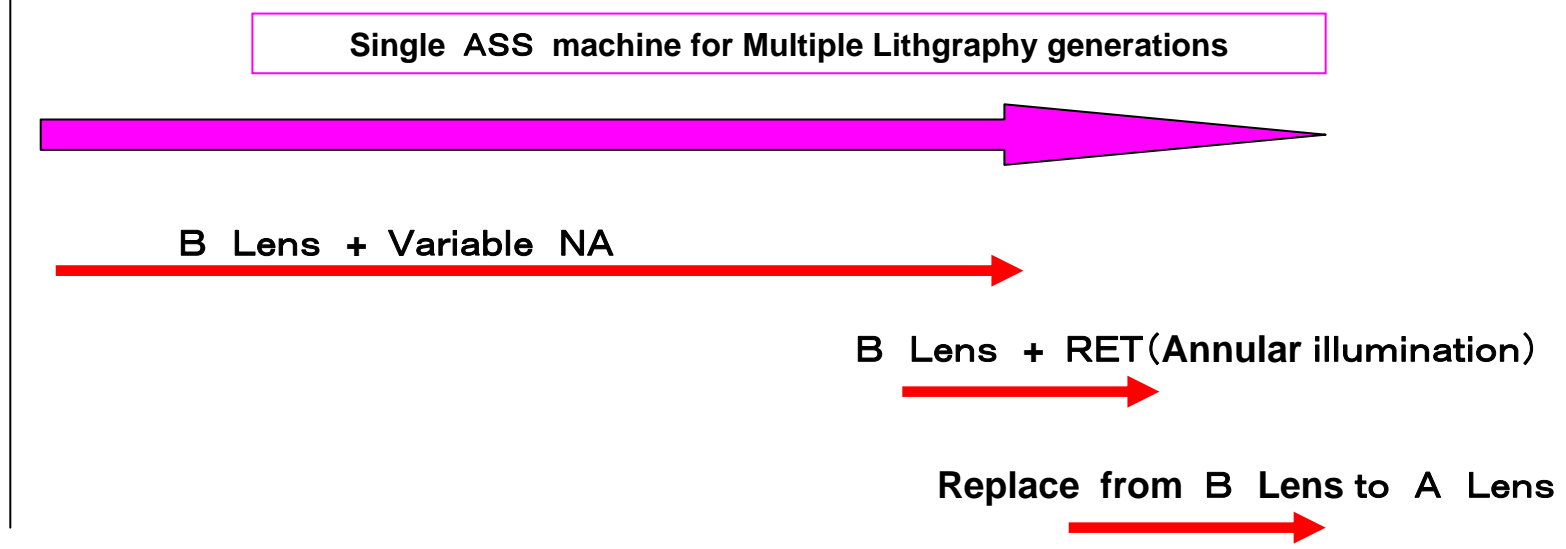 Single ASS machine for Multiple Lithgraphy generations
B Lens + Variable NA
B Lens + RET(Annular illumination)
Replace from B Lens to A Lens